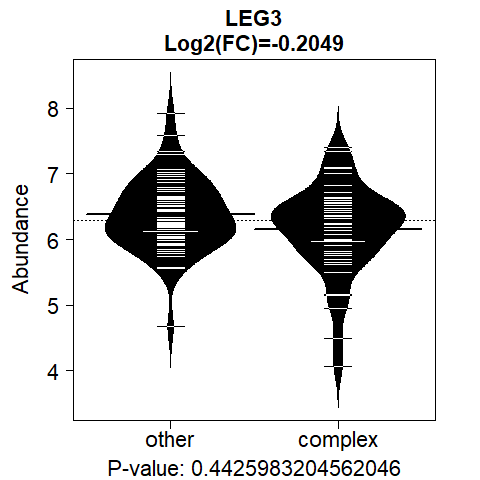 LEG3
Log2(FC)=-0.2049
Abundance
8
7
6
5
4
other complex
P-value: 0.4425983204562046